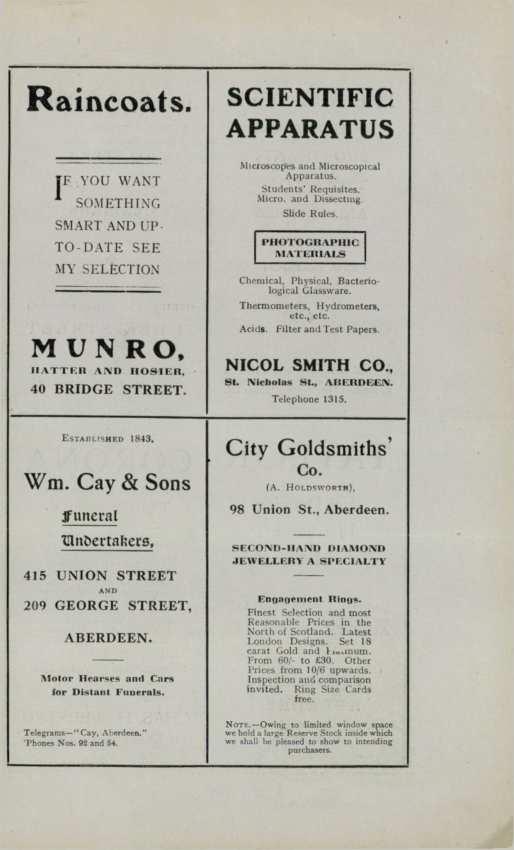 Raincoats.
IF YOU WANT
SOMETHING
SMART AND UP-
TO-DATE SEE
MY SELECTION
MUNRO,
HATTER AND HOSIER,
40 BRIDGE STREET.
SCIENTIFIC
APPARATUS
Microscopes and Microscopical
Apparatus.
Students' Requisites.
Micro. and Dissecting.
Slide Rules.
PHOTOGRAPHIC
MATERIALS
Chemical, Physical, Bacterio-
logical Glassware.
Thermometers, Hydrometers,
etc., etc.
Acids. Filter and Test Papers.
NICOL SMITH CO.,
St. Nicholas St., ABERDEEN.
Telephone 1315.
ESTABLISHED 1843.
Wm. Cay & Sons
Funeral
Undertakers,
415 UNION STREET
AND
209 GEORGE STREET,
ABERDEEN.
Motor Hearses and Cars
for Distant Funerals.
Telegrams—"Cay, Aberdeen."
'Phones Nos. 92 and 54.
City Goldsmiths'
Co.
(A. HOLDSWORTH),
98 Union St., Aberdeen.
SECOND-HAND DIAMOND
JEWELLERY A SPECIALTY
Engagement Rings.
Finest Selection and most
Reasonable Prices in the
North of Scotland. Latest
London Designs. Set 18
carat Gold and
From 60/- to £30. Other
Prices from 10/6 upwards.
Inspection and comparison
invited. Ring Size Cards
free.
NOTE.—Owing to limited window space
we hold a large Reserve Stock inside which
we shall be pleased to show to intending
purchasers.